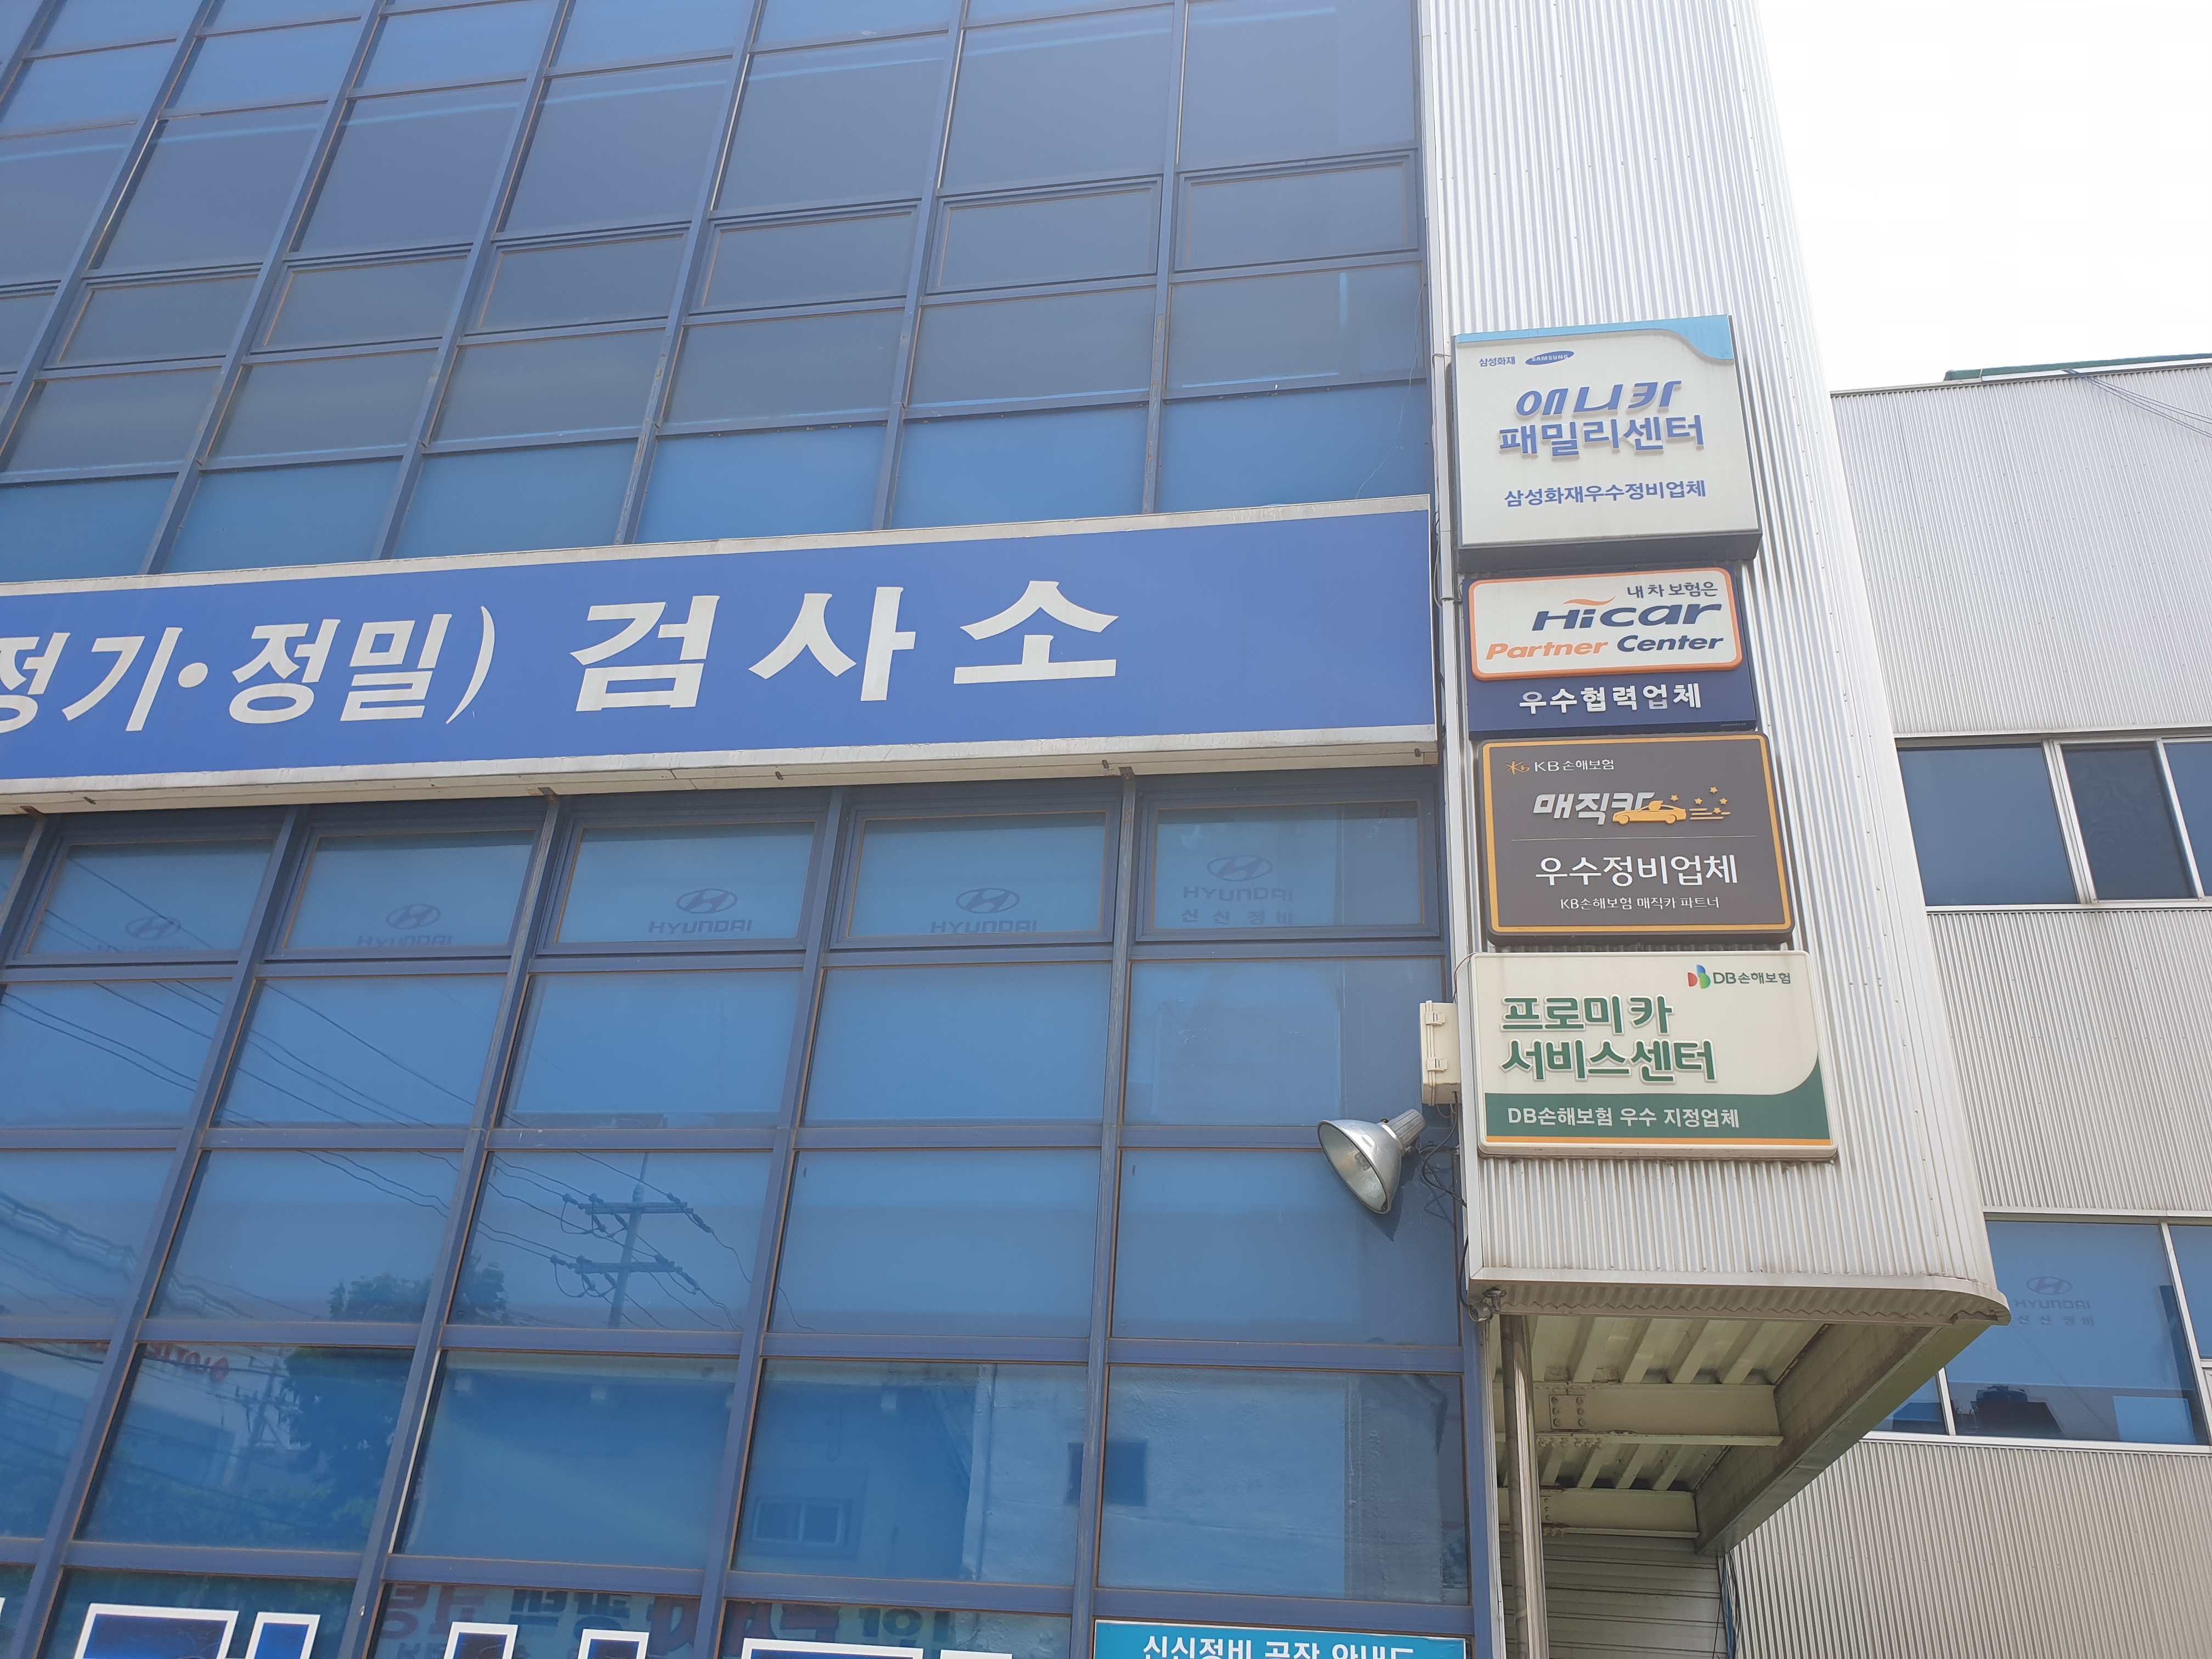 정기·정밀) 검사소
삼성화재 SAMSUNG
애니카
패밀리센터
삼성화재우수정비업체
내 차 보험은
Hicar
Partner Center
우수협력업체
KB손해보험
매직카
우수정비업체
KB손해보험 매직카 파트너
DB손해보험
프로미카
서비스센터
DB손해보험 우수 지정업체
HYUNDAI
HYUNDAI
HYUNDAI
HYUNDAI
HYUNDAI
신신정비
HYUNDAI
신신정비
신신정비 공장 안내도